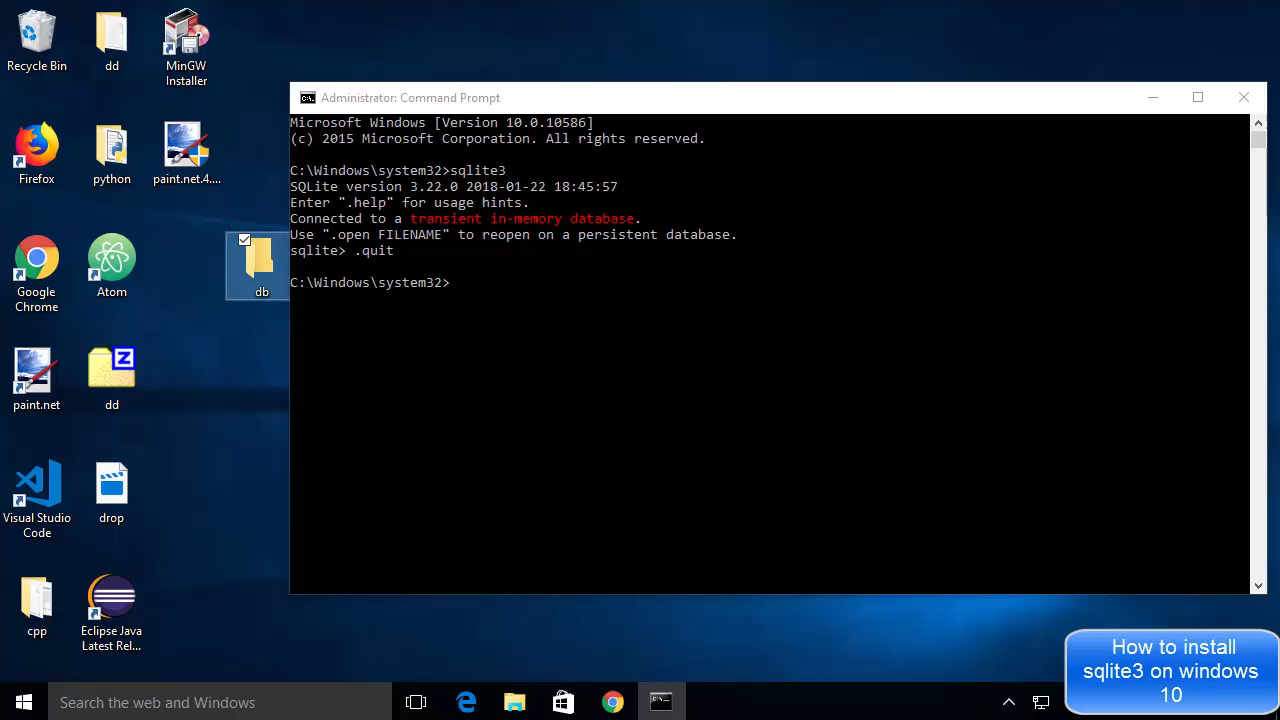 Recycle Bin
dd
MinGW
Installer
Administrator: Command Prompt
Microsoft Windows [Version 10.0.10586]
(c) 2015 Microsoft Corporation. All rights reserved.
C:\Windows\system32>sqlite3
SQLite version 3.22.0 2018-01-22 18:45:57
Enter ".help" for usage hints.
Connected to a transient in-memory database.
Use ".open FILENAME" to reopen on a persistent database.
sqlite> .quit
C:\Windows\system32>
Firefox
python
paint.net.4....
Google
Chrome
Atom
db
paint.net
Z
dd
Visual Studio
Code
drop
cpp
Eclipse Java
Latest Rel...
How to install
sqlite3 on windows
10
Search the web and Windows